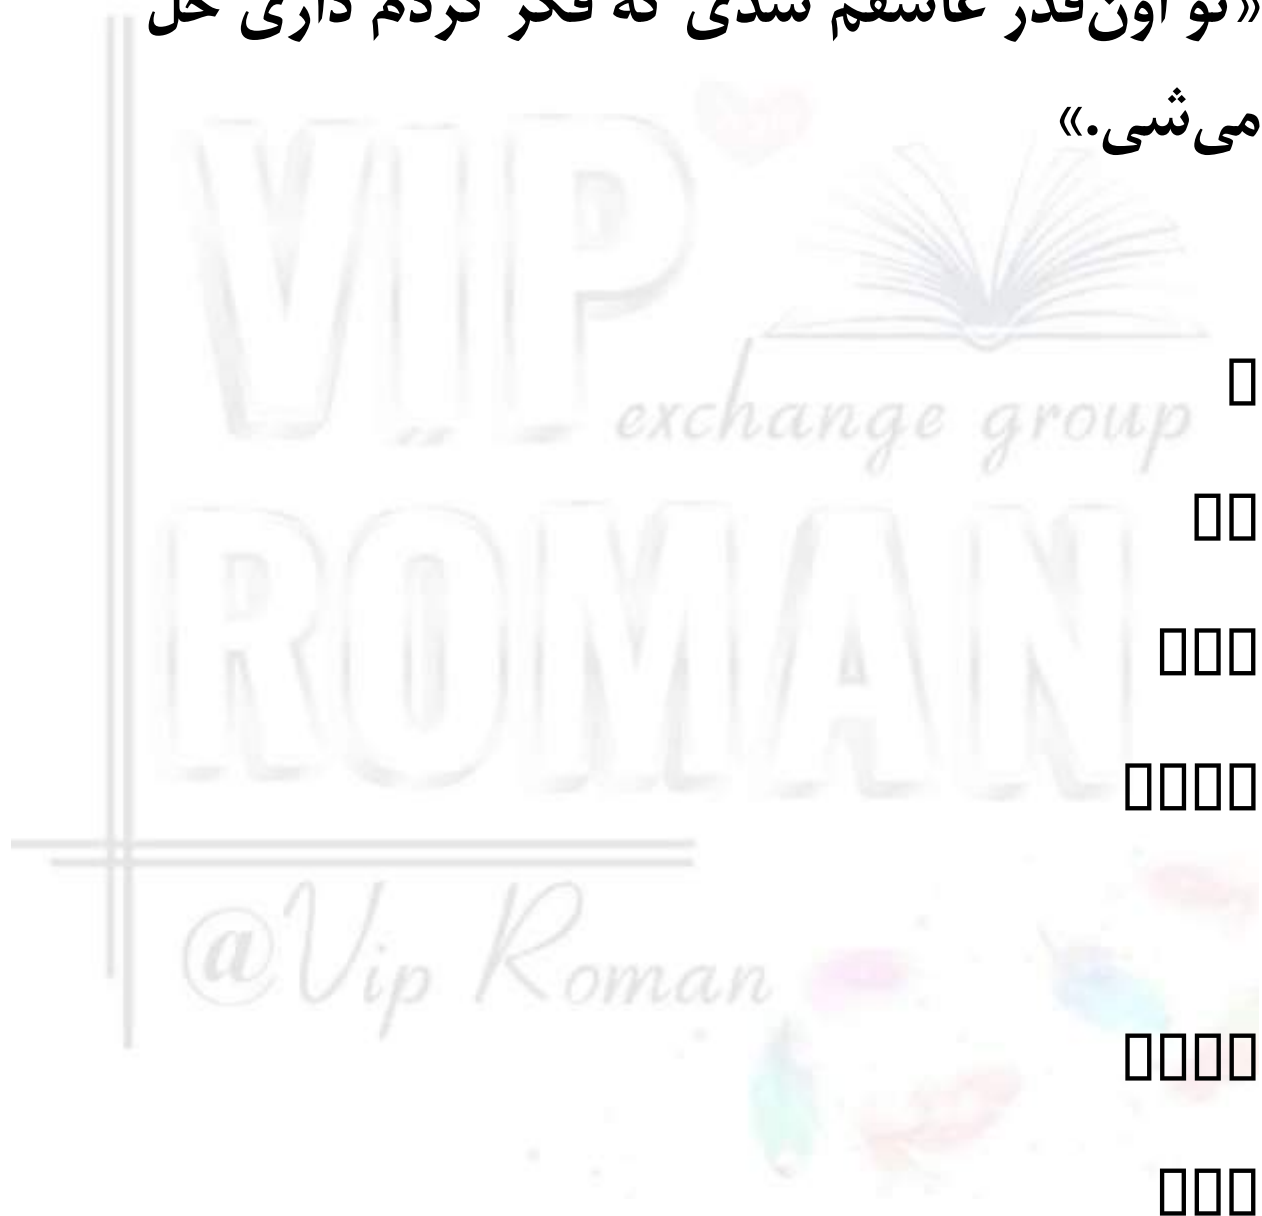 «تو اون‌قدر عاشقم شدی که فکر کردم داری حل
می‌شی.»
VIP
exchange group
ROMAN
@Vip Roman